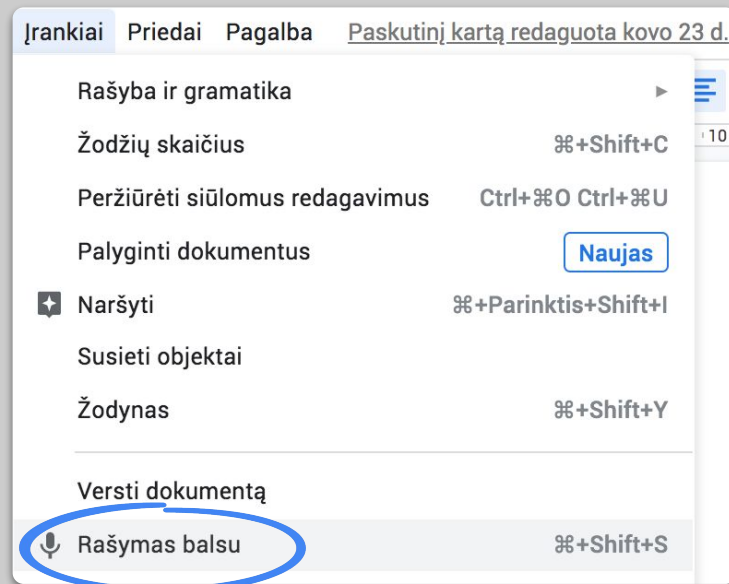 Įrankiai Priedai Pagalba Paskutinį kartą redaguota kovo 23 d.
Rašyba ir gramatika
10
Žodžių skaičius ⌘+Shift+C
Peržiūrėti siūlomus redagavimus Ctrl+⌘O Ctrl+⌘U
Palyginti dokumentus Naujas
Naršyti ⌘+Parinktis+Shift+I
Susieti objektai
Žodynas ⌘+Shift+Y
Versti dokumentą
Rašymas balsu ⌘+Shift+S